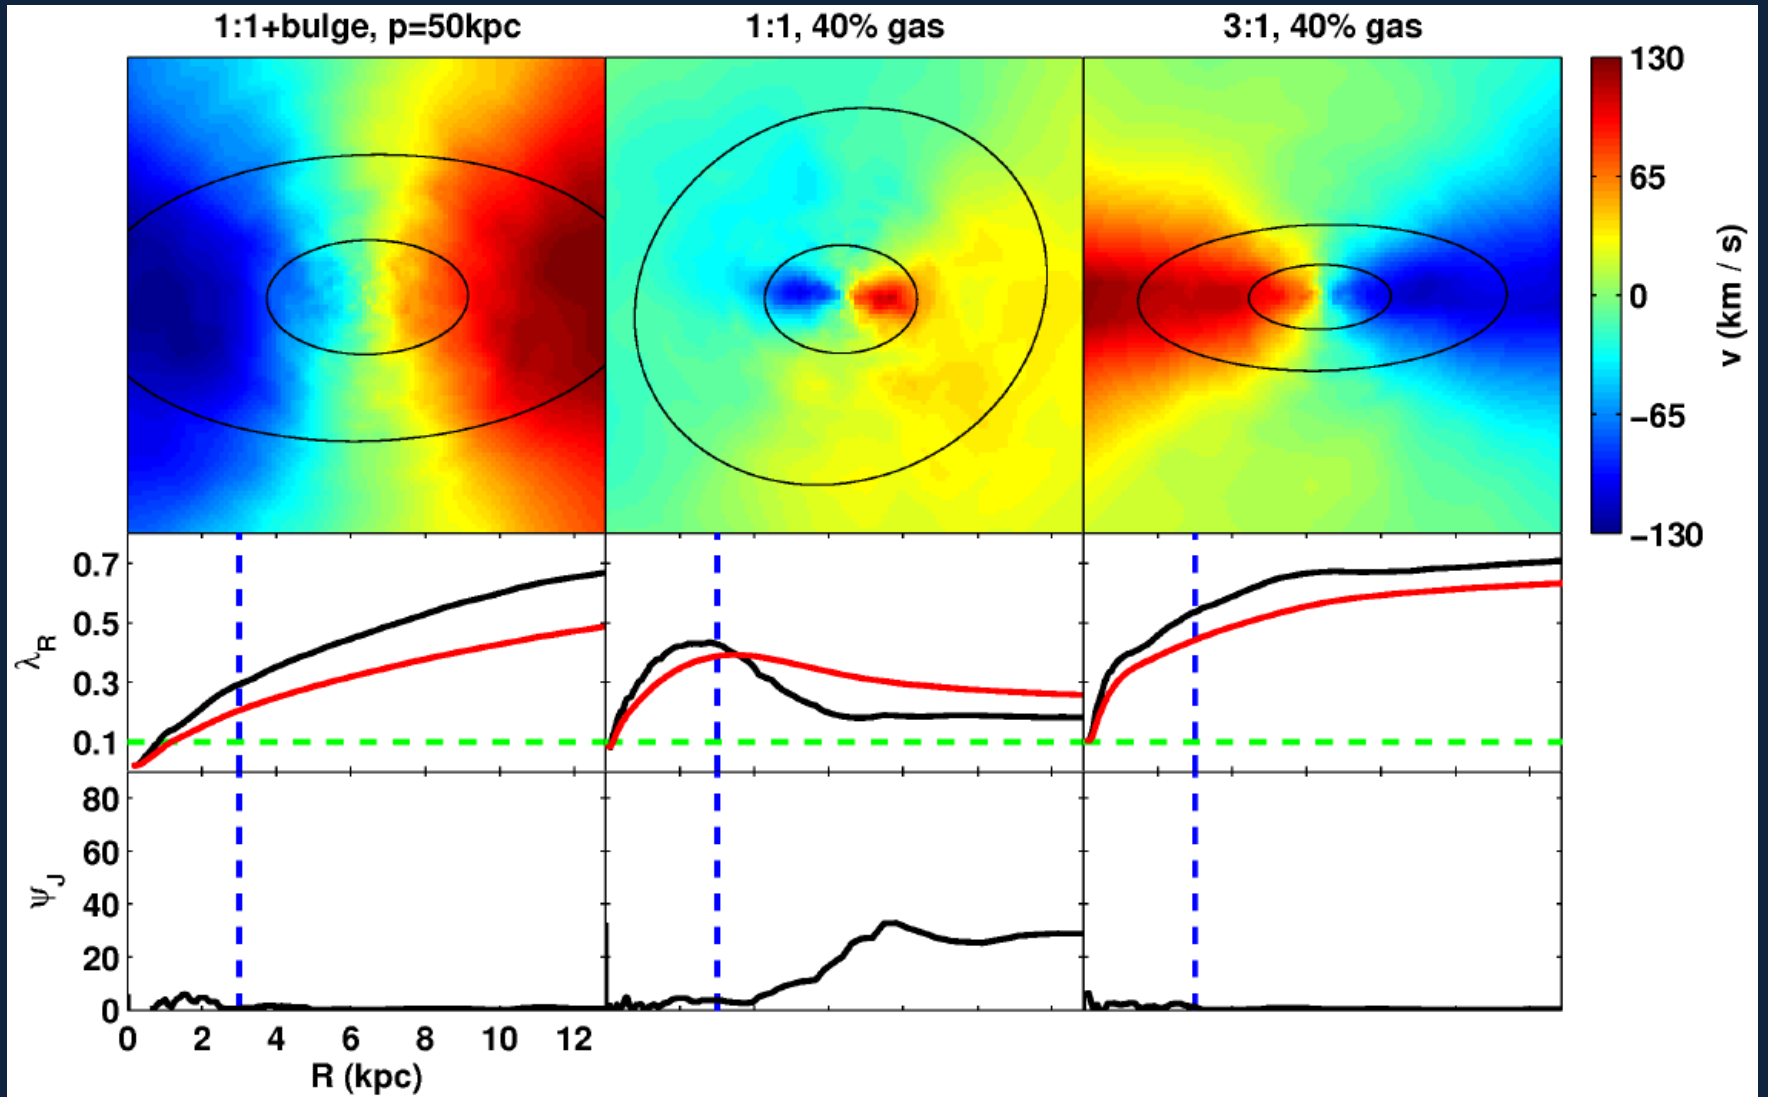 1:1+bulge, p=50kpc
1:1, 40% gas
3:1, 40% gas
130
65
0
−65
−130
v (km / s)
0.7
0.5
0.3
0.1
λR
80
60
40
20
0
ψJ
0 2 4 6 8 10 12
R (kpc)